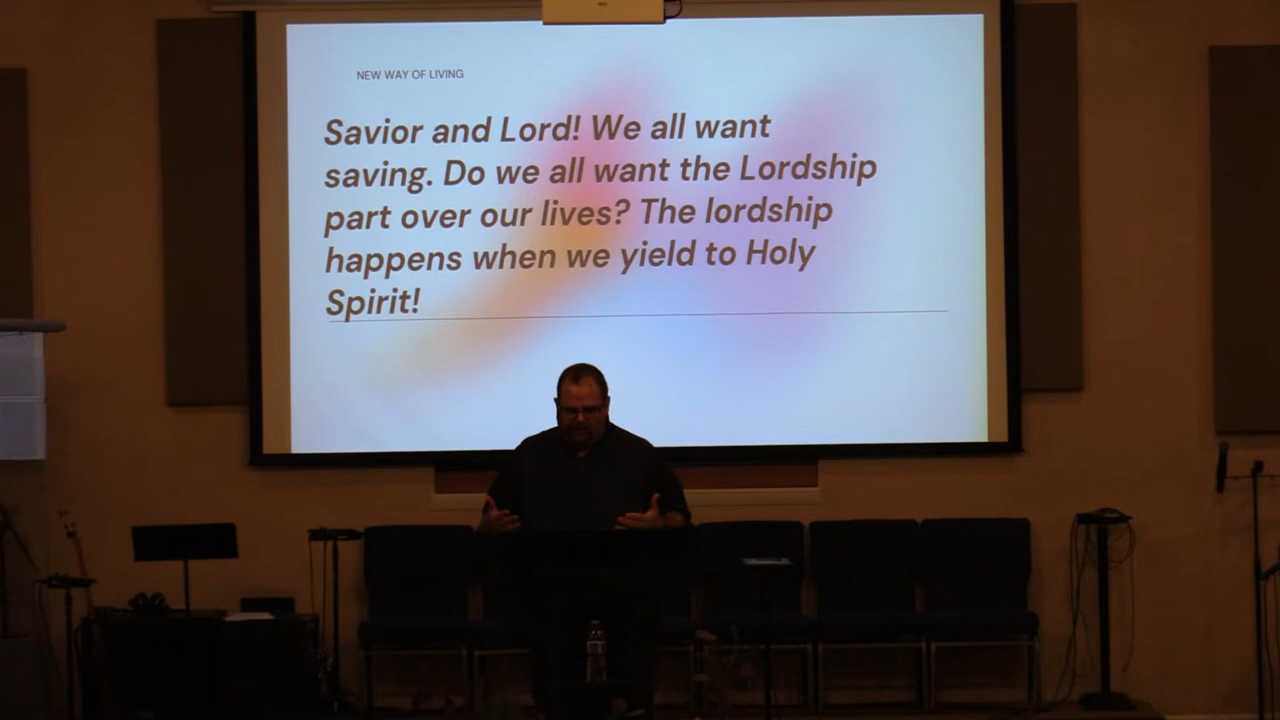 NEW WAY OF LIVING
Savior and Lord! We all want
saving. Do we all want the Lordship
part over our lives? The lordship
happens when we yield to Holy
Spirit!